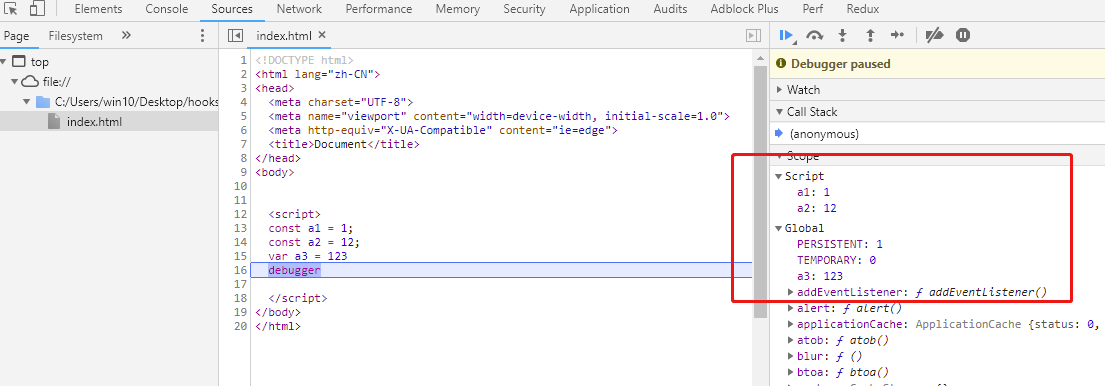 Elements Console Sources Network Performance Memory Security Application Audits Adblock Plus Perf Redux
Page Filesystem » index.html ×
Debugger paused
top
file://
C:/Users/win10/Desktop/hooks
index.html
1 <!DOCTYPE html>
2 <html lang="zh-CN">
3 <head>
4 <meta charset="UTF-8">
5 <meta name="viewport" content="width=device-width, initial-scale=1.0">
6 <meta http-equiv="X-UA-Compatible" content="ie=edge">
7 <title>Document</title>
8 </head>
9 <body>
10
11
12 <script>
13 const a1 = 1;
14 const a2 = 12;
15 var a3 = 123
16 debugger
17
18 </script>
19 </body>
20 </html>
Watch
Call Stack
(anonymous)
Scope
Script
a1: 1
a2: 12
Global
PERSISTENT: 1
TEMPORARY: 0
a3: 123
addEventListener: ƒ addEventListener()
alert: ƒ alert()
applicationCache: ApplicationCache {status: 0,
atob: ƒ atob()
blur: ƒ ()
btoa: ƒ btoa()